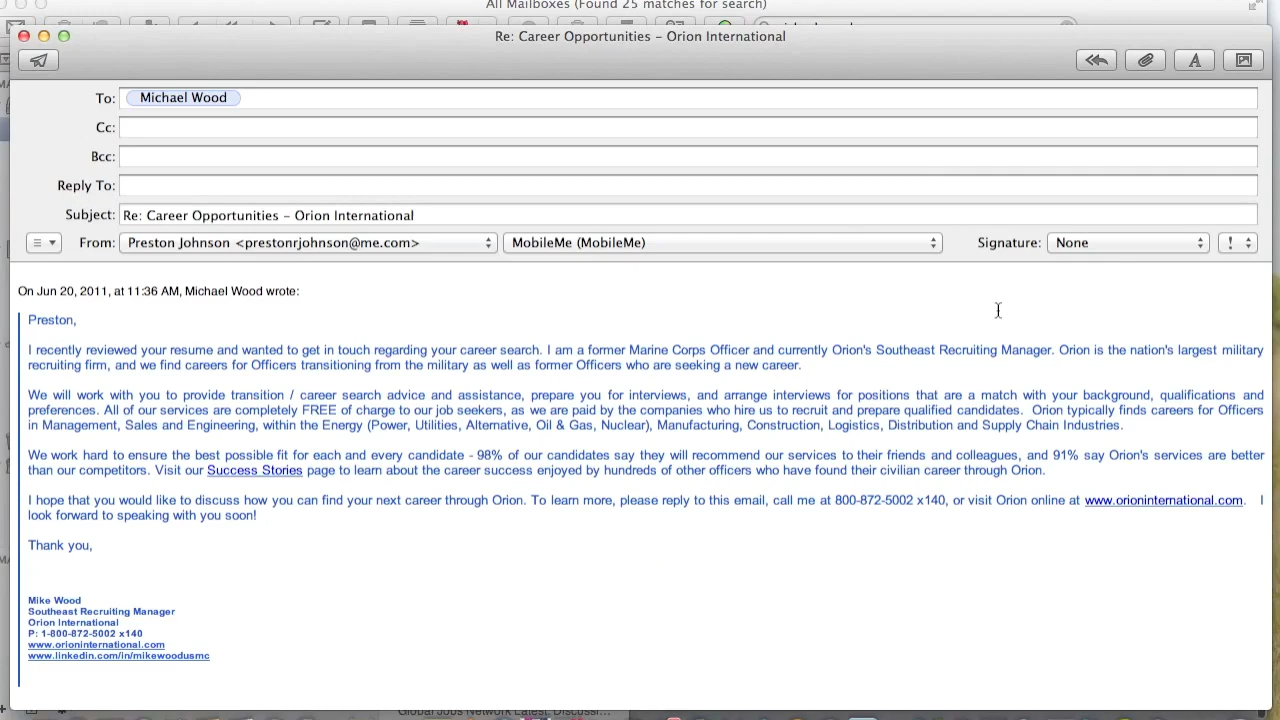 All Mailboxes (Found 25 matches for search)
Re: Career Opportunities – Orion International
To: Michael Wood
Cc:
Bcc:
Reply To:
Subject: Re: Career Opportunities – Orion International
From: Preston Johnson <prestonrjohnson@me.com> MobileMe (MobileMe) Signature: None !
On Jun 20, 2011, at 11:36 AM, Michael Wood wrote:
Preston,
I recently reviewed your resume and wanted to get in touch regarding your career search. I am a former Marine Corps Officer and currently Orion's Southeast Recruiting Manager. Orion is the nation's largest military
recruiting firm, and we find careers for Officers transitioning from the military as well as former Officers who are seeking a new career.
We will work with you to provide transition / career search advice and assistance, prepare you for interviews, and arrange interviews for positions that are a match with your background, qualifications and
preferences. All of our services are completely FREE of charge to our job seekers, as we are paid by the companies who hire us to recruit and prepare qualified candidates. Orion typically finds careers for Officers
in Management, Sales and Engineering, within the Energy (Power, Utilities, Alternative, Oil & Gas, Nuclear), Manufacturing, Construction, Logistics, Distribution and Supply Chain Industries.
We work hard to ensure the best possible fit for each and every candidate - 98% of our candidates say they will recommend our services to their friends and colleagues, and 91% say Orion's services are better
than our competitors. Visit our Success Stories page to learn about the career success enjoyed by hundreds of other officers who have found their civilian career through Orion.
I hope that you would like to discuss how you can find your next career through Orion. To learn more, please reply to this email, call me at 800-872-5002 x140, or visit Orion online at www.orioninternational.com. I
look forward to speaking with you soon!
Thank you,
Mike Wood
Southeast Recruiting Manager
Orion International
P: 1-800-872-5002 x140
www.orioninternational.com
www.linkedin.com/in/mikewoodusmc
Global Jobs Network Latest: Discussi...